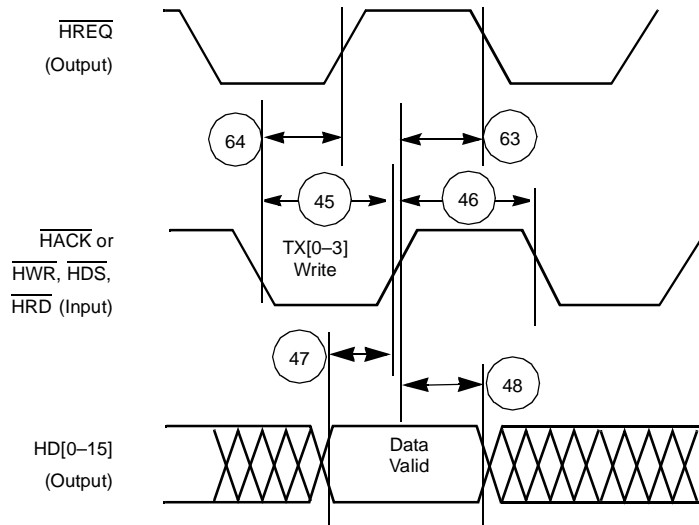 HREQ
(Output)
64
63
45
46
HACK or
HWR, HDS,
HRD (Input)
TX[0–3]
Write
47
48
HD[0–15]
(Output)
Data
Valid